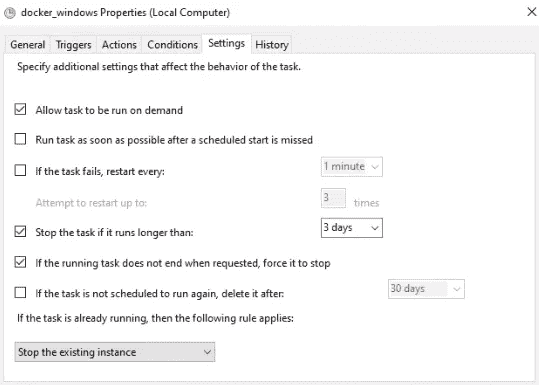 docker_windows Properties (Local Computer)
General Triggers Actions Conditions Settings History
Specify additional settings that affect the behavior of the task.
Allow task to be run on demand
Run task as soon as possible after a scheduled start is missed
If the task fails, restart every: 1 minute
Attempt to restart up to: 3 times
Stop the task if it runs longer than: 3 days
If the running task does not end when requested, force it to stop
If the task is not scheduled to run again, delete it after: 30 days
If the task is already running, then the following rule applies:
Stop the existing instance